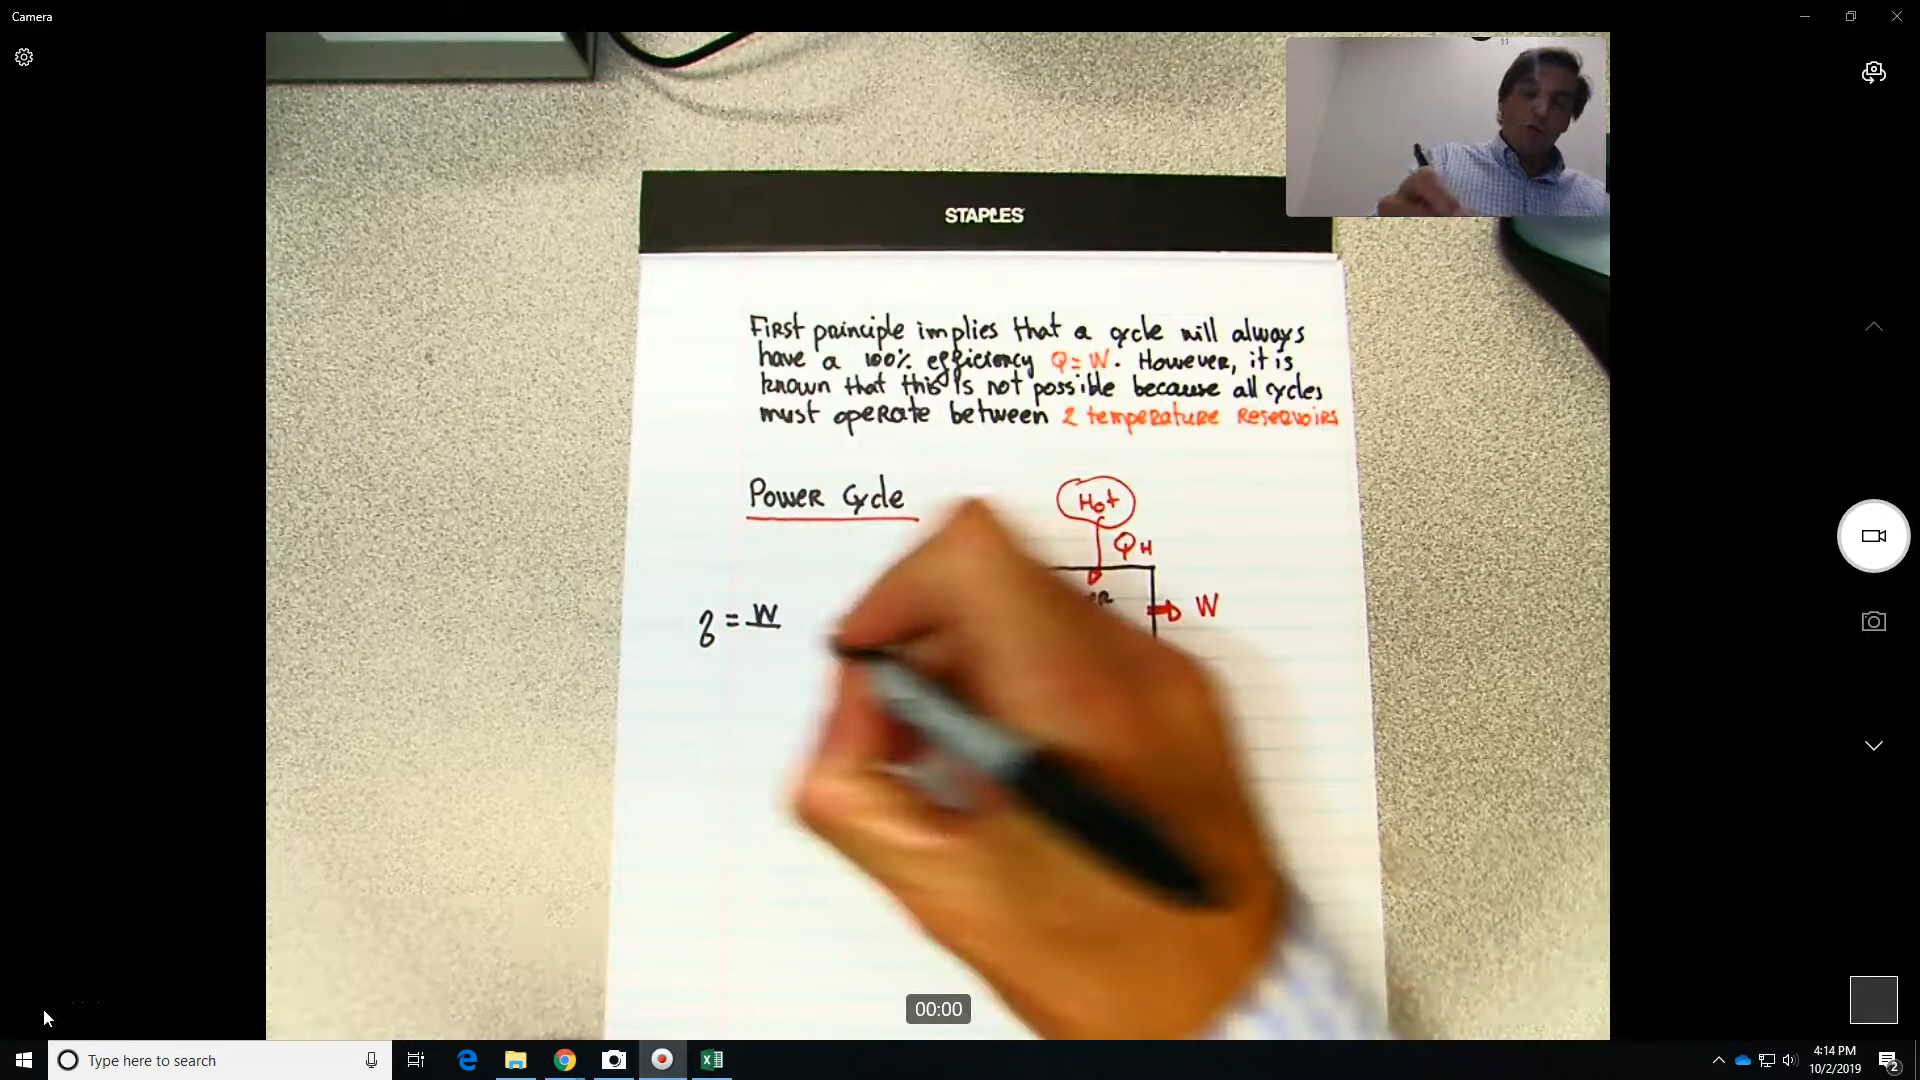 Camera
STAPLES
First principle implies that a cycle will always
have a 100% efficiency Q = W. However, it is
known that this is not possible because all cycles
must operate between 2 temperature Reservoirs
Power Cycle
Hot
QH
W
η = W
00:00
Type here to search
4:14 PM
10/2/2019
2